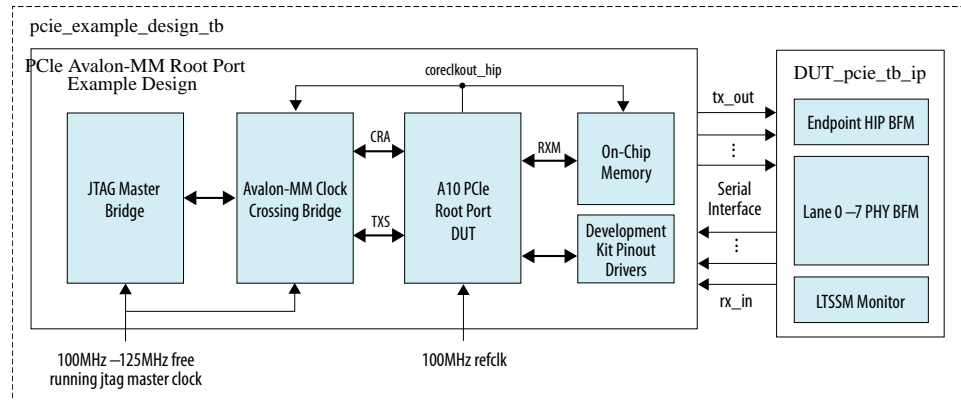 pcie_example_design_tb
PCIe Avalon-MM Root Port
Example Design
coreclkout_hip
JTAG Master
Bridge
Avalon-MM Clock
Crossing Bridge
CRA
TXS
A10 PCIe
Root Port
DUT
RXM
On-Chip
Memory
Development
Kit Pinout
Drivers
100MHz –125MHz free
running jtag master clock
100MHz refclk
tx_out
Serial
Interface
rx_in
DUT_pcie_tb_ip
Endpoint HIP BFM
Lane 0 –7 PHY BFM
LTSSM Monitor